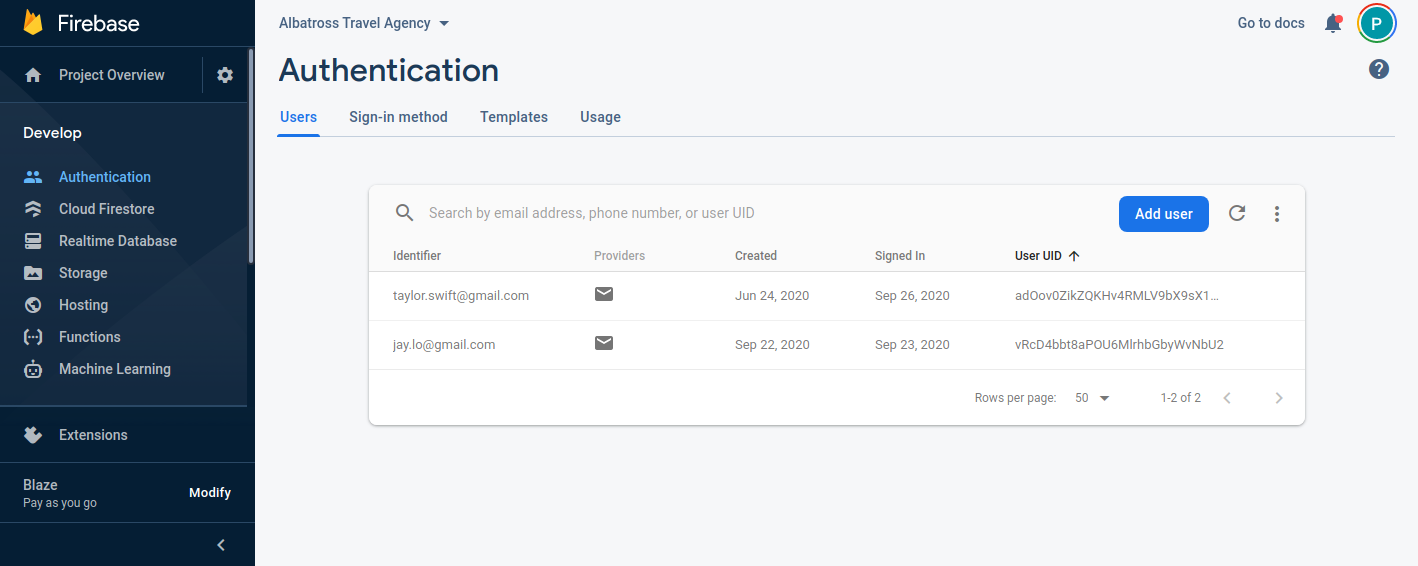 Firebase
Project Overview
Develop
Authentication
Cloud Firestore
Realtime Database
Storage
Hosting
Functions
Machine Learning
Extensions
Blaze
Pay as you go
Modify
Albatross Travel Agency
Go to docs
P
Authentication
?
Users Sign-in method Templates Usage
Search by email address, phone number, or user UID
Add user
Identifier Providers Created Signed In User UID
taylor.swift@gmail.com Jun 24, 2020 Sep 26, 2020 adOov0ZikZQKHv4RMLV9bX9sX1...
jay.lo@gmail.com Sep 22, 2020 Sep 23, 2020 vRcD4bbt8aPOU6MlrhbGbyWvNbU2
Rows per page: 50 1-2 of 2